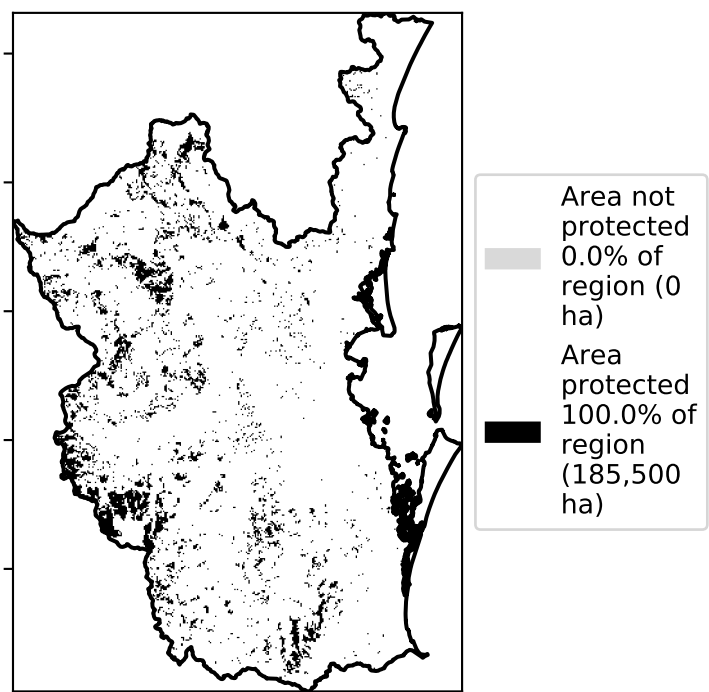 Area not
protected
0.0% of
region (0
ha)
Area
protected
100.0% of
region
(185,500
ha)